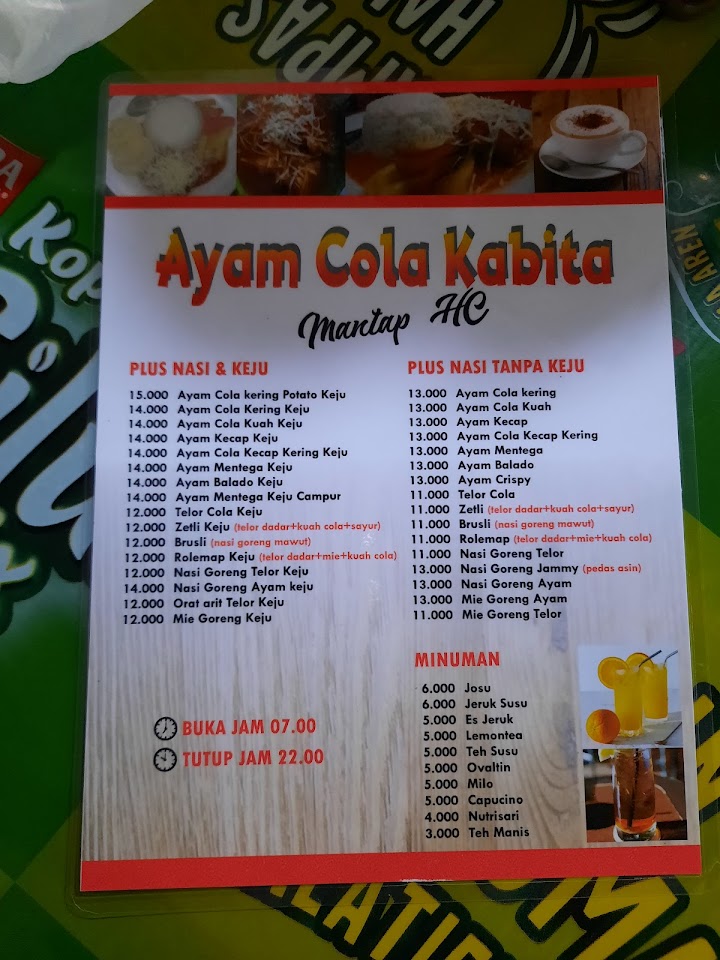 HAM
AMPAS
Kop
A AREN
Ayam Cola Kabita
Mantap HC
PLUS NASI & KEJU
15.000 Ayam Cola kering Potato Keju
14.000 Ayam Cola Kering Keju
14.000 Ayam Cola Kuah Keju
14.000 Ayam Kecap Keju
14.000 Ayam Cola Kecap Kering Keju
14.000 Ayam Mentega Keju
14.000 Ayam Balado Keju
14.000 Ayam Mentega Keju Campur
12.000 Telor Cola Keju
12.000 Zetli Keju (telor dadar+kuah cola+sayur)
12.000 Brusli (nasi goreng mawut)
12.000 Rolemap Keju (telor dadar+mie+kuah cola)
12.000 Nasi Goreng Telor Keju
14.000 Nasi Goreng Ayam keju
12.000 Orat arit Telor Keju
12.000 Mie Goreng Keju
PLUS NASI TANPA KEJU
13.000 Ayam Cola kering
13.000 Ayam Cola Kuah
13.000 Ayam Kecap
13.000 Ayam Cola Kecap Kering
13.000 Ayam Mentega
13.000 Ayam Balado
13.000 Ayam Crispy
11.000 Telor Cola
11.000 Zetli (telor dadar+kuah cola+sayur)
11.000 Brusli (nasi goreng mawut)
11.000 Rolemap (telor dadar+mie+kuah cola)
11.000 Nasi Goreng Telor
13.000 Nasi Goreng Jammy (pedas asin)
13.000 Nasi Goreng Ayam
13.000 Mie Goreng Ayam
11.000 Mie Goreng Telor
MINUMAN
6.000 Josu
6.000 Jeruk Susu
5.000 Es Jeruk
5.000 Lemontea
5.000 Teh Susu
5.000 Ovaltin
5.000 Milo
5.000 Capucino
4.000 Nutrisari
3.000 Teh Manis
BUKA JAM 07.00
TUTUP JAM 22.00